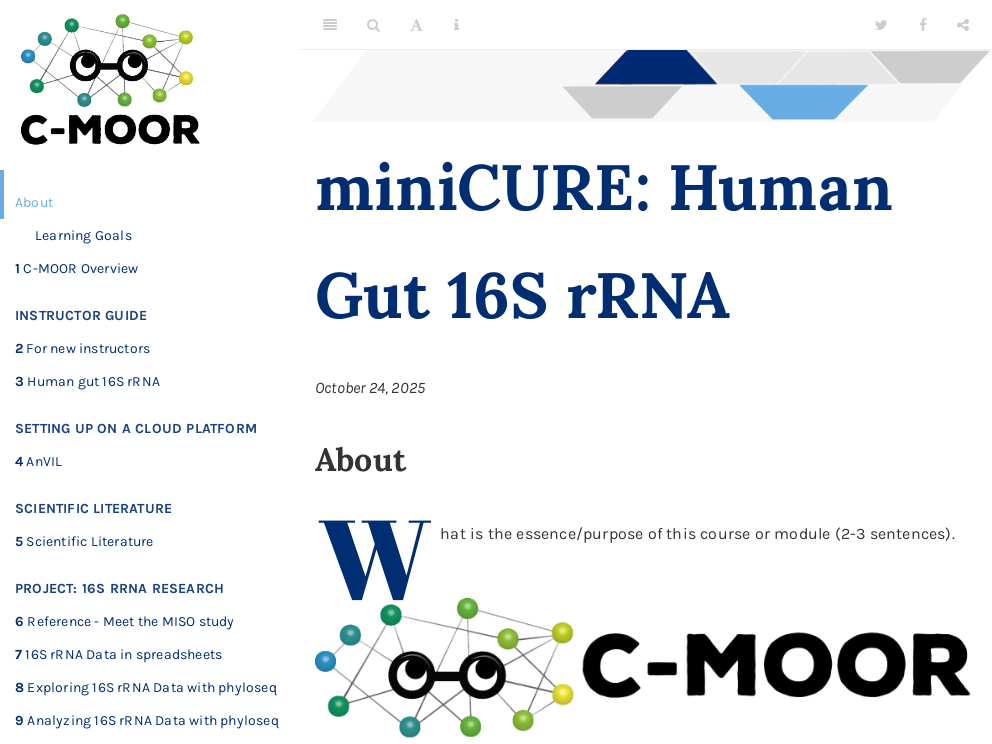 C-MOOR
About
Learning Goals
1 C-MOOR Overview
INSTRUCTOR GUIDE
2 For new instructors
3 Human gut 16S rRNA
SETTING UP ON A CLOUD PLATFORM
4 AnVIL
SCIENTIFIC LITERATURE
5 Scientific Literature
PROJECT: 16S RRNA RESEARCH
6 Reference - Meet the MISO study
7 16S rRNA Data in spreadsheets
8 Exploring 16S rRNA Data with phyloseq
9 Analyzing 16S rRNA Data with phyloseq
miniCURE: Human
Gut 16S rRNA
October 24, 2025
About
What is the essence/purpose of this course or module (2-3 sentences).
C-MOOR